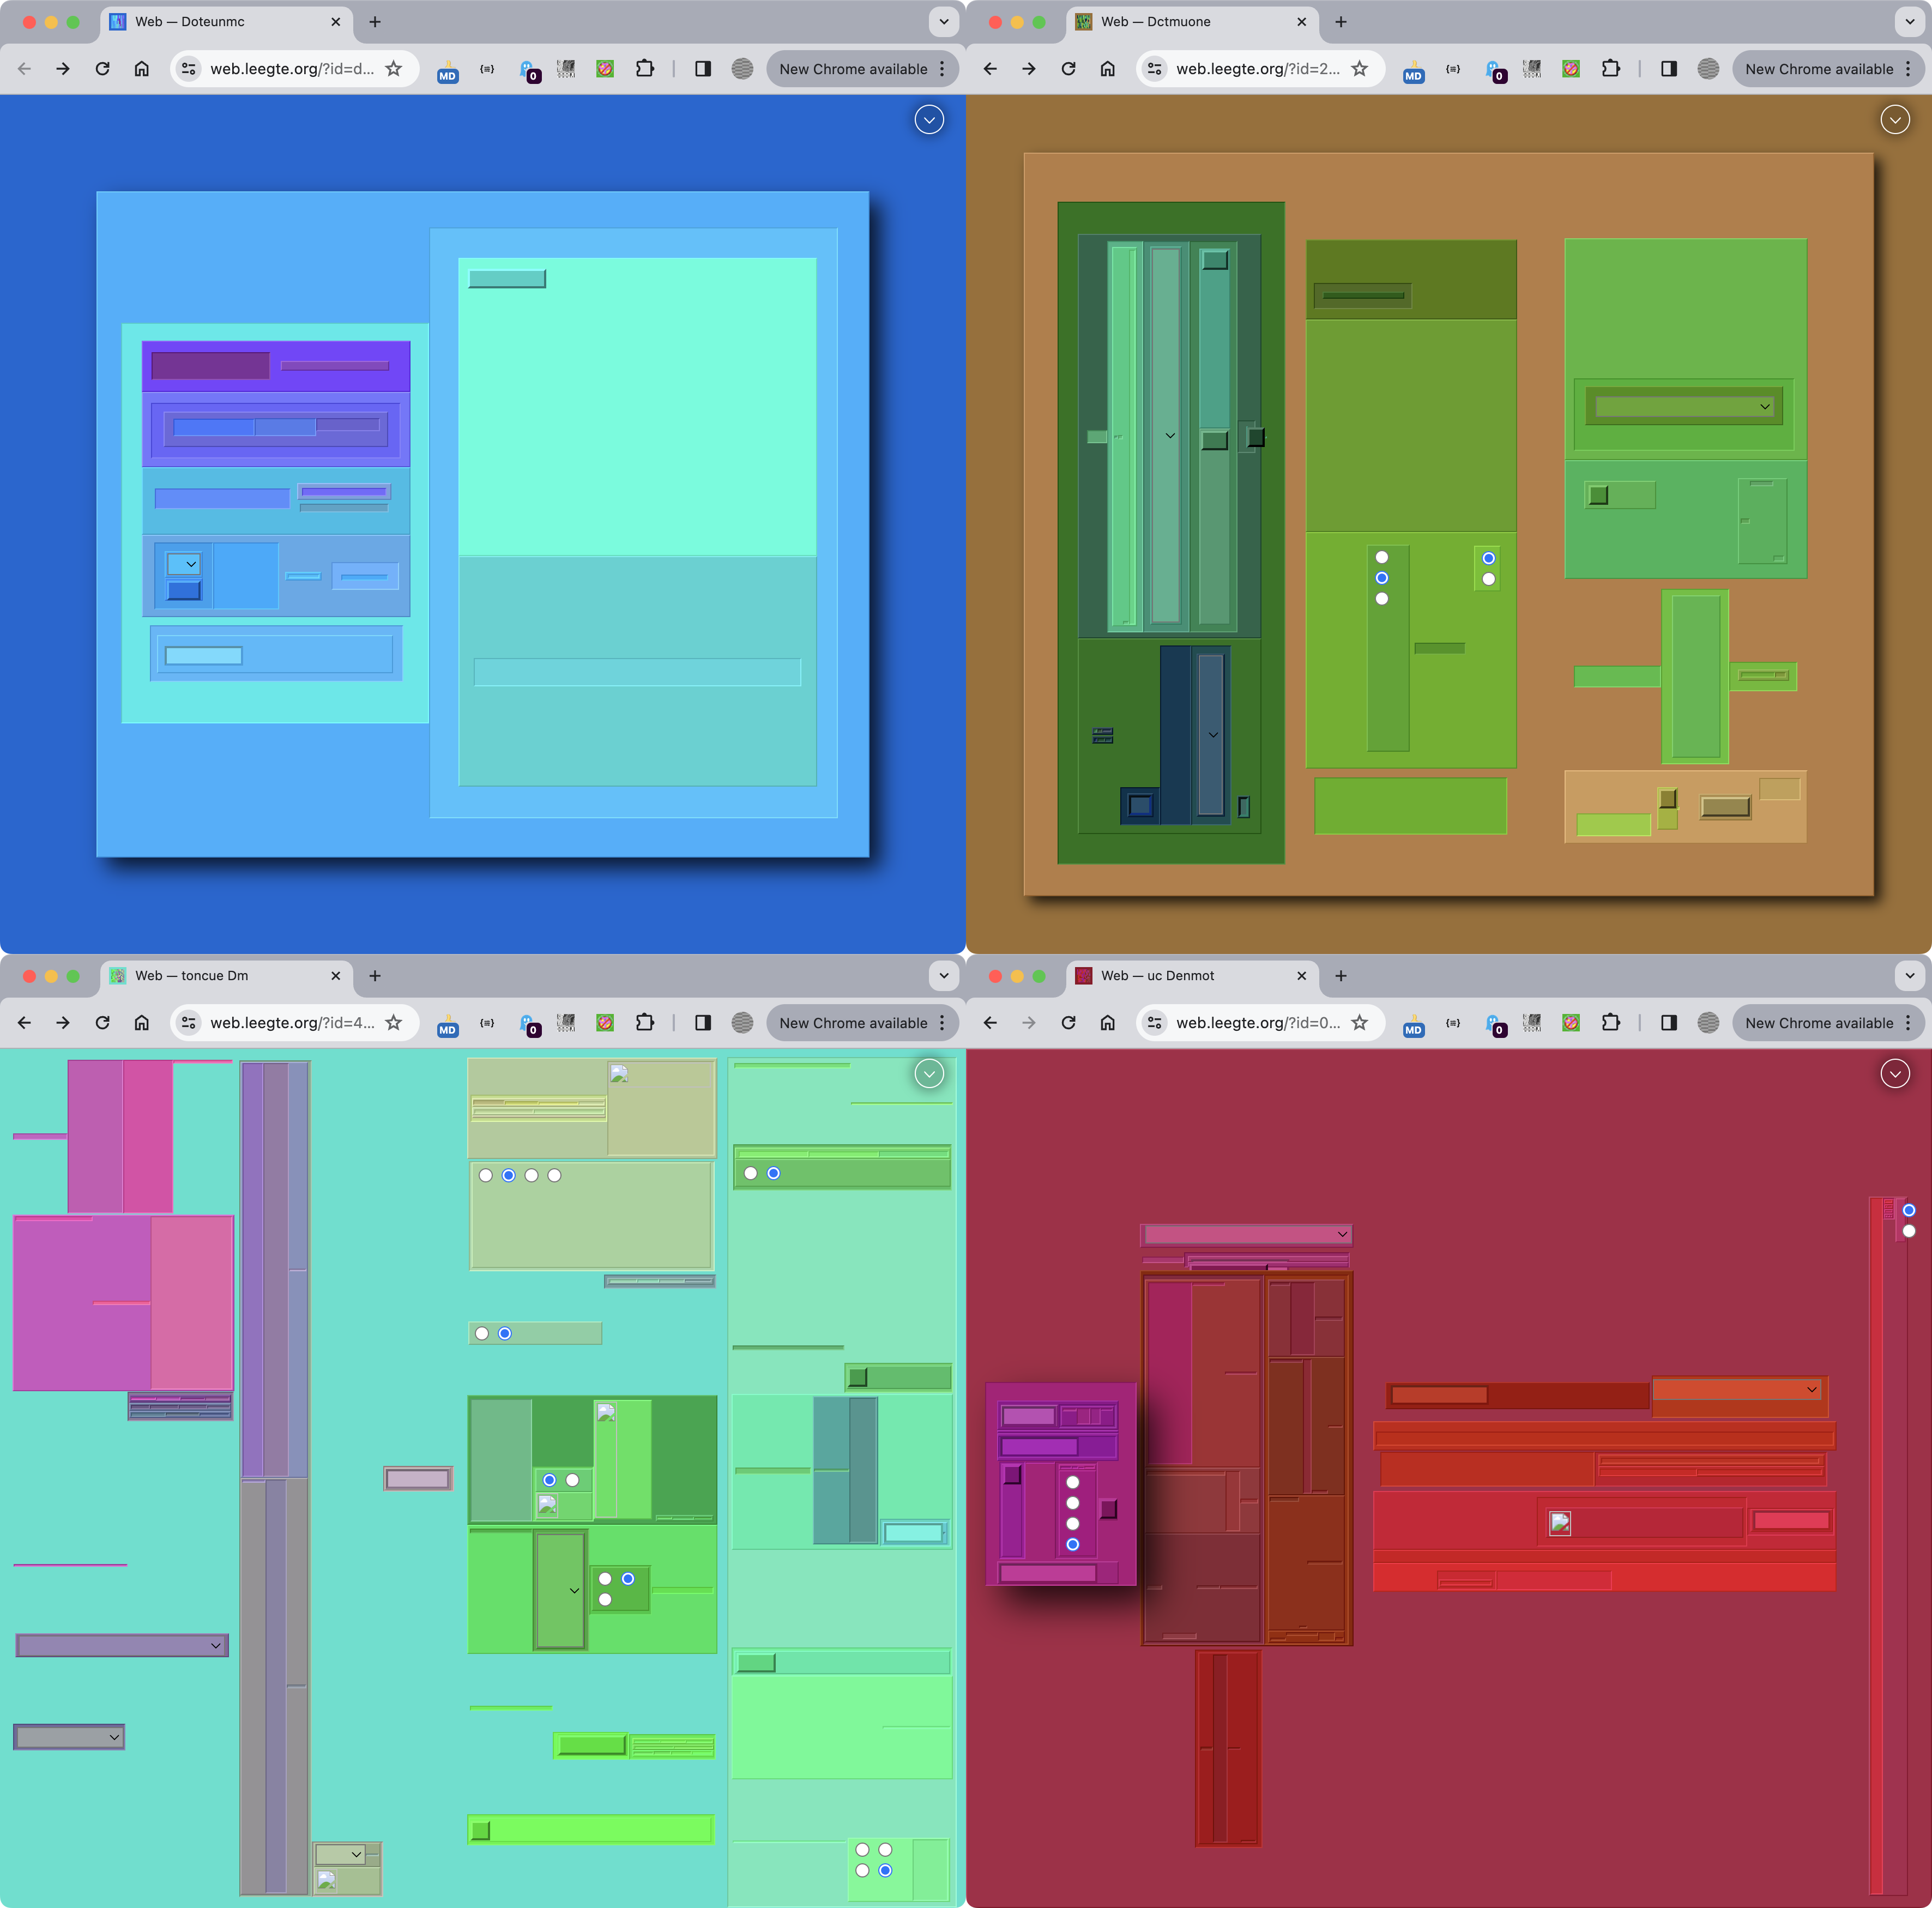 Web — Doteunmc
web.leegte.org/?id=d...
MD
{≡}
0
New Chrome available
Web — Dctmuone
web.leegte.org/?id=2...
MD
{≡}
0
New Chrome available
Web — toncue Dm
web.leegte.org/?id=4...
MD
{≡}
0
New Chrome available
Web — uc Denmot
web.leegte.org/?id=0...
MD
{≡}
0
New Chrome available